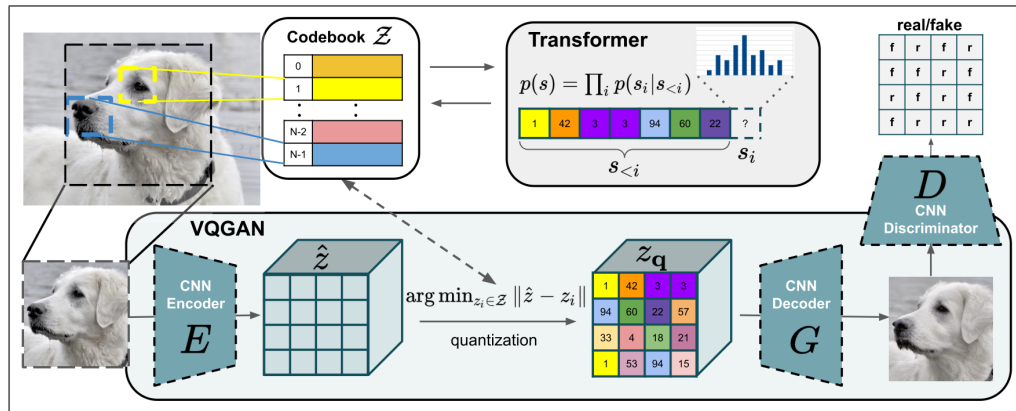 Codebook 𝒵
0
1
N-2
N-1
Transformer
p(s) = ∏ᵢ p(sᵢ|s<ᵢ)
1 42 3 3 94 60 22 ?
s<ᵢ sᵢ
real/fake
f r f r
f f r f
r f r f
f r r r
D
CNN
Discriminator
VQGAN
CNN
Encoder
E
ẑ
arg min_{zᵢ∈𝒵} ‖ẑ − zᵢ‖
quantization
z_q
1 42 3 3
94 60 22 57
33 4 18 21
1 53 94 15
CNN
Decoder
G